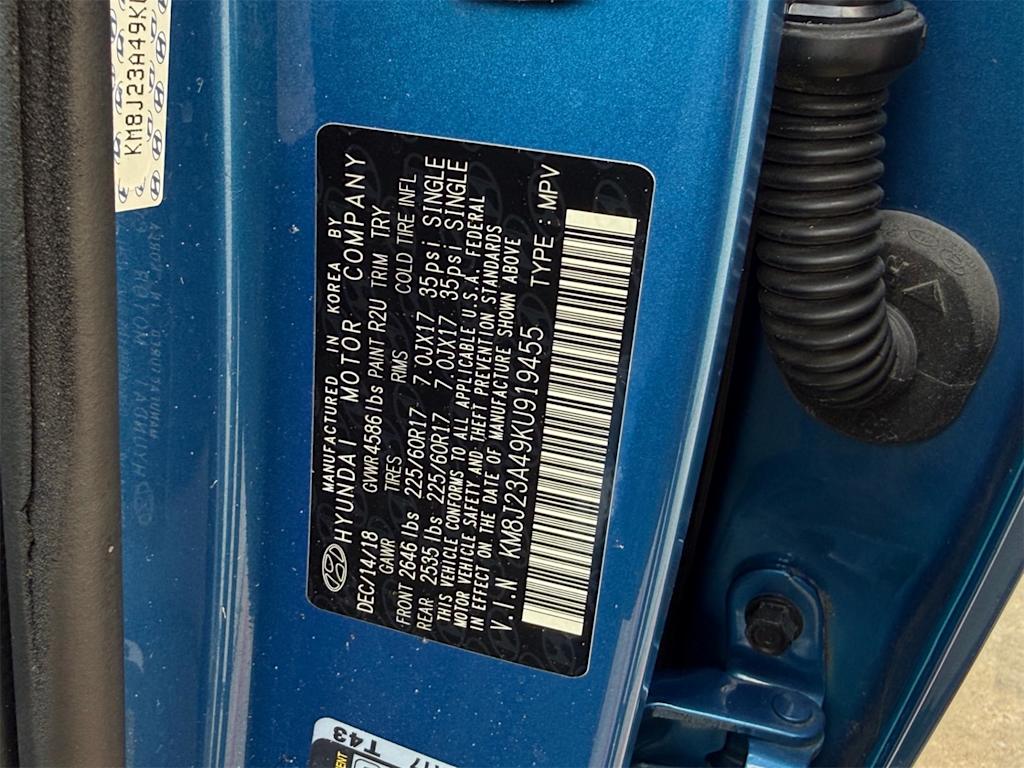 KM8J23A49K
MANUFACTURED IN KOREA BY
HYUNDAI MOTOR COMPANY
DEC/14/18 GVWR 4586 lbs PAINT R2U TRIM TRY
GAWR TIRES RIMS COLD TIRE INFL.
FRONT 2646 lbs 225/60R17 7.0JX17 35psi SINGLE
REAR 2535 lbs 225/60R17 7.0JX17 35psi SINGLE
THIS VEHICLE CONFORMS TO ALL APPLICABLE U.S.A. FEDERAL
MOTOR VEHICLE SAFETY AND THEFT PREVENTION STANDARDS
IN EFFECT ON THE DATE OF MANUFACTURE SHOWN ABOVE
V.I.N KM8J23A49KU919455 TYPE : MPV
T43